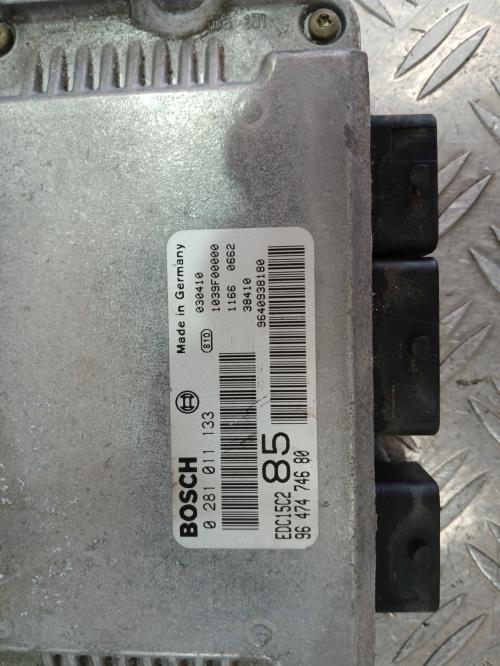 BOSCH
Made in Germany
0 281 011 133
810
030410
1039F00000
1166 0662
38410
9640938180
EDC15C2
85
96 474 746 80